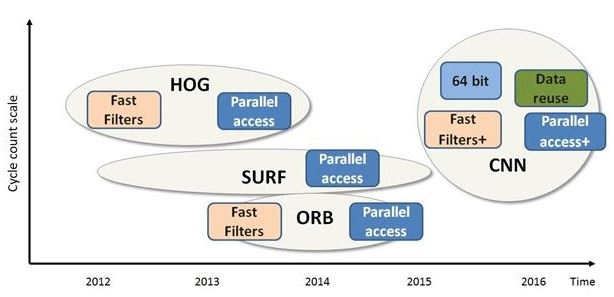 HOG
Fast
Filters
Parallel
access
SURF
Parallel
access
Fast
Filters
ORB
Parallel
access
64 bit
Data
reuse
Fast
Filters+
Parallel
access+
CNN
Cycle count scale
2012 2013 2014 2015 2016 Time